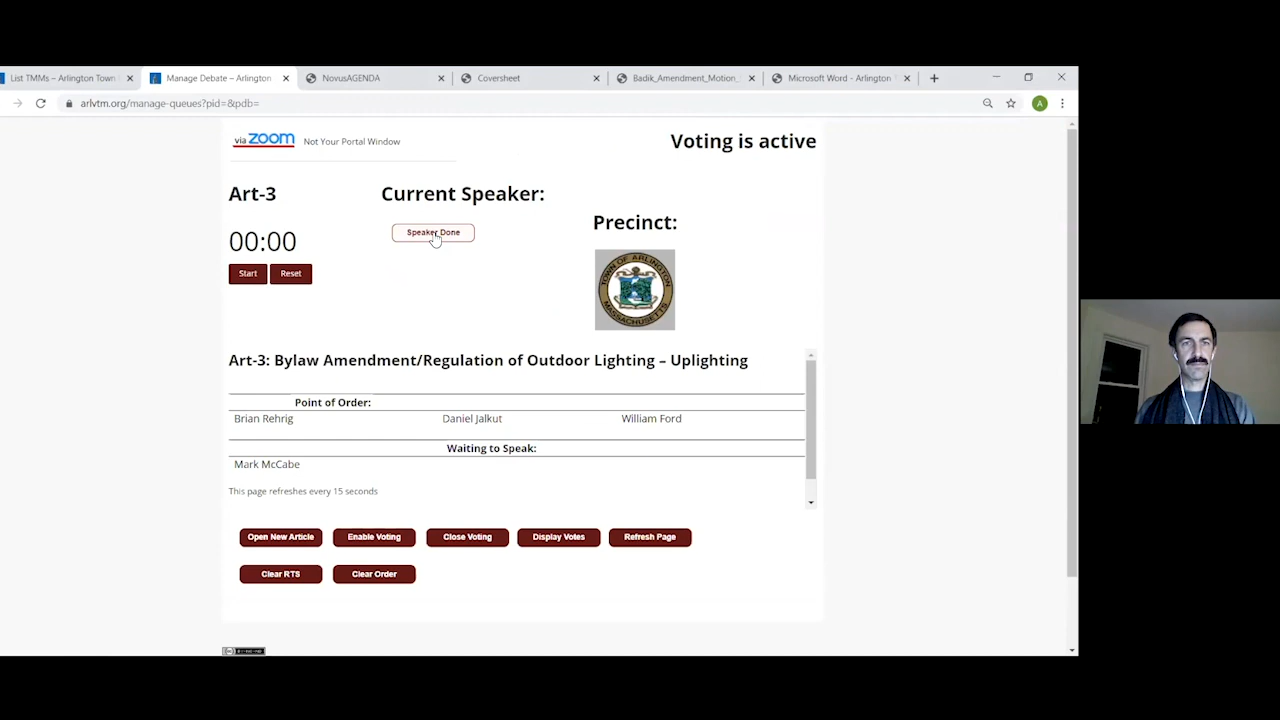 List TMMs – Arlington Town
Manage Debate – Arlington
NovusAGENDA
Coversheet
Badik_Amendment_Motion_
Microsoft Word - Arlington
arlvtm.org/manage-queues?pid=&pdb=
A
via zoom
Not Your Portal Window
Voting is active
Art-3
Current Speaker:
Precinct:
Speaker Done
00:00
Start
Reset
TOWN OF ARLINGTON
MASSACHUSETTS
Art-3: Bylaw Amendment/Regulation of Outdoor Lighting – Uplighting
Point of Order:
Brian Rehrig
Daniel Jalkut
William Ford
Waiting to Speak:
Mark McCabe
This page refreshes every 15 seconds
Open New Article
Enable Voting
Close Voting
Display Votes
Refresh Page
Clear RTS
Clear Order